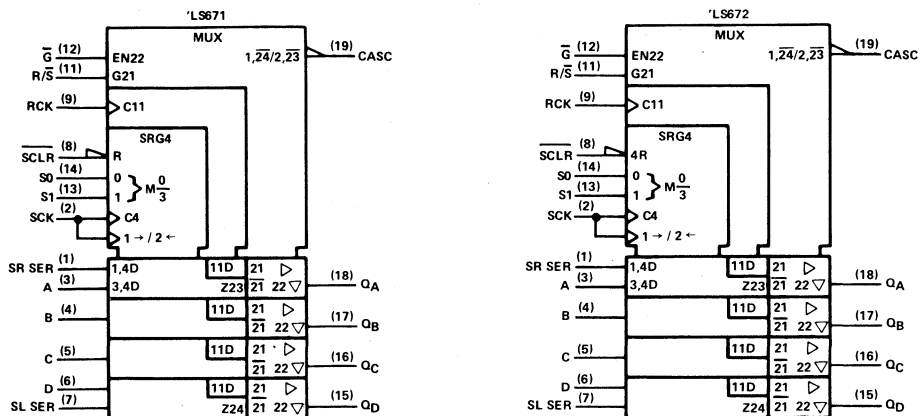 'LS671
MUX
G̅ (12) EN22
1,2̅4̅/2,2̅3̅ (19) CASC
R/S̅ (11) G21
RCK (9) C11
SRG4
S̅C̅L̅R̅ (8) R
S0 (14) 0
M 0/3
S1 (13) 1
SCK (2) C4
1 → / 2 ←
SR SER (1) 1,4D 11D 21 ▷
A (3) 3,4D Z23 2̅1̅ 22 ▽ (18) QA
B (4) 11D 21 ▷
2̅1̅ 22 ▽ (17) QB
C (5) 11D 21 ▷
2̅1̅ 22 ▽ (16) QC
D (6) 11D 21 ▷
SL SER (7) Z24 2̅1̅ 22 ▽ (15) QD
'LS672
MUX
G̅ (12) EN22
1,2̅4̅/2,2̅3̅ (19) CASC
R/S̅ (11) G21
RCK (9) C11
SRG4
S̅C̅L̅R̅ (8) 4R
S0 (14) 0
M 0/3
S1 (13) 1
SCK (2) C4
1 → / 2 ←
SR SER (1) 1,4D 11D 21 ▷
A (3) 3,4D Z23 2̅1̅ 22 ▽ (18) QA
B (4) 11D 21 ▷
2̅1̅ 22 ▽ (17) QB
C (5) 11D 21 ▷
2̅1̅ 22 ▽ (16) QC
D (6) 11D 21 ▷
SL SER (7) Z24 2̅1̅ 22 ▽ (15) QD